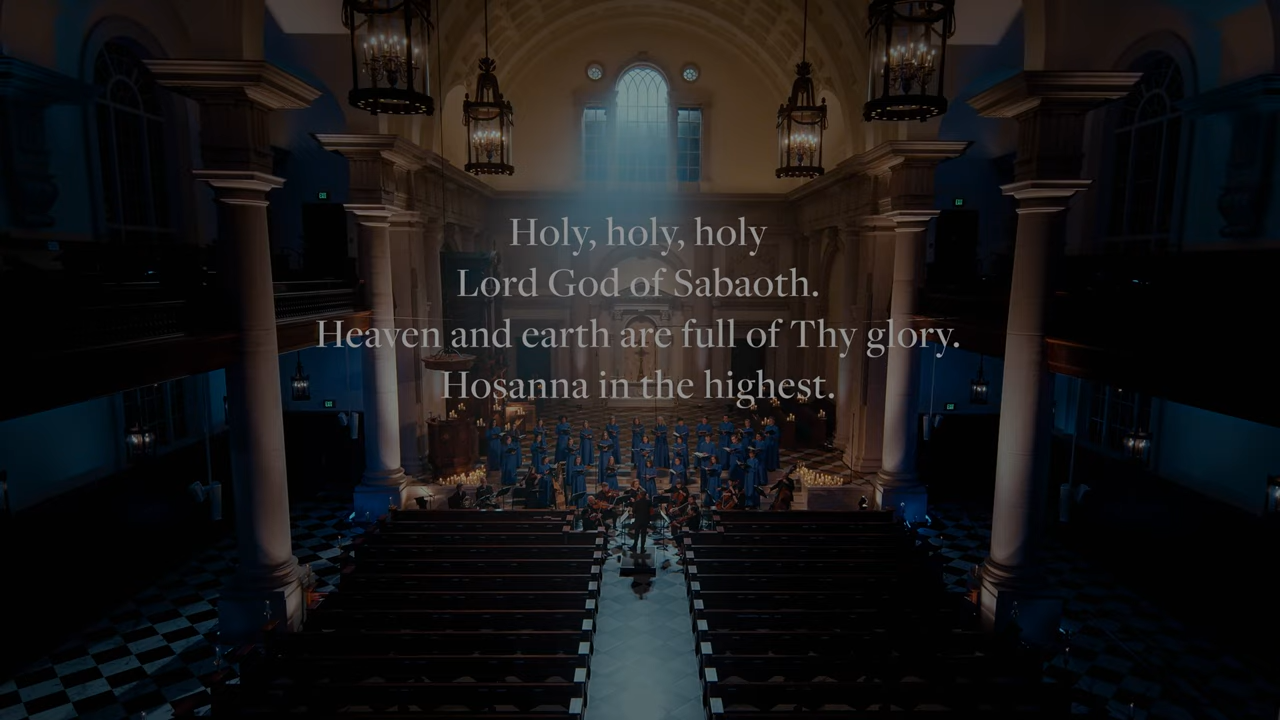 Holy, holy, holy
Lord God of Sabaoth.
Heaven and earth are full of Thy glory.
Hosanna in the highest.